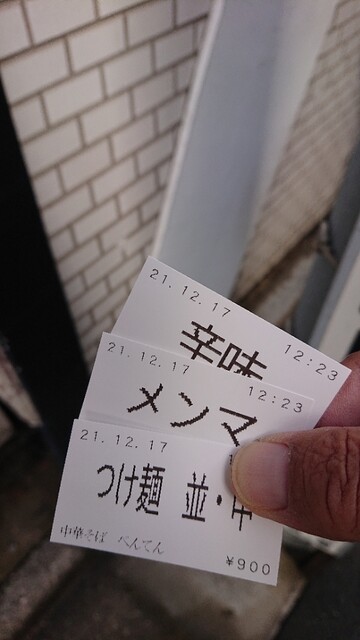 21.12.17
12:23
辛味
21.12.17
12:23
メンマ
21.12.17
つけ麺 並・中
中華そば べんてん
¥900